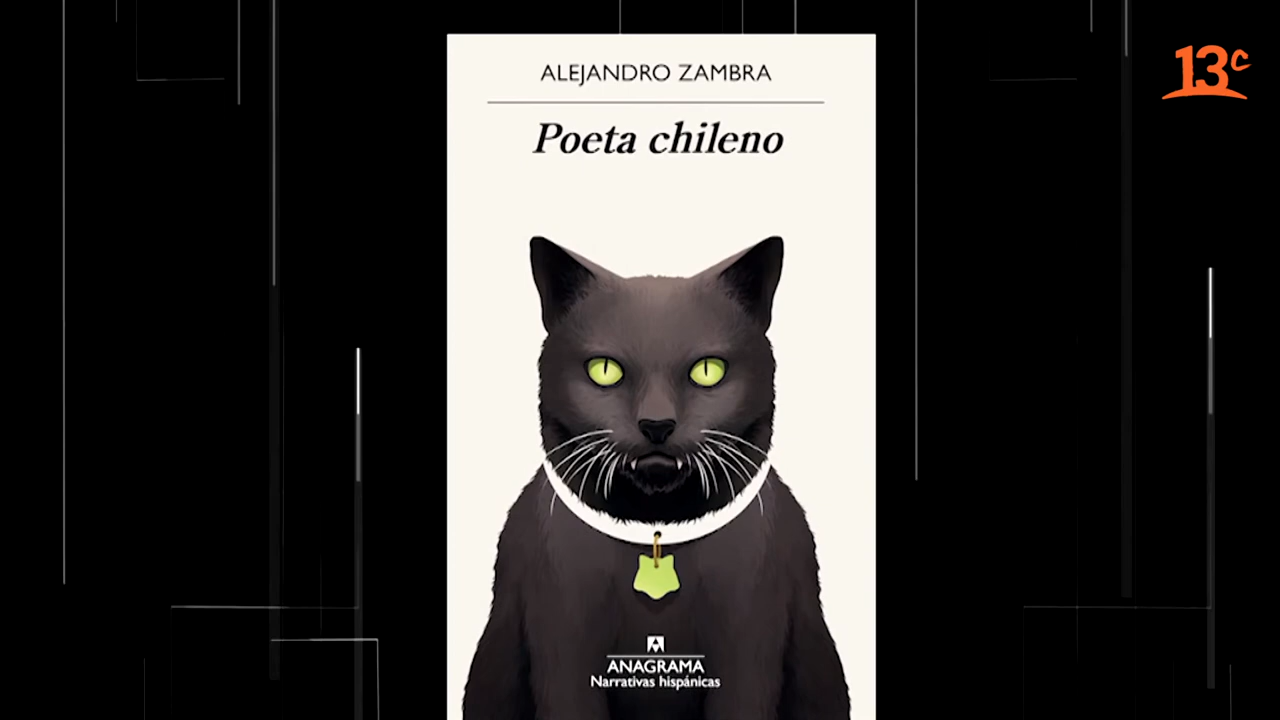 ALEJANDRO ZAMBRA
13c
Poeta chileno
ANAGRAMA
Narrativas hispánicas